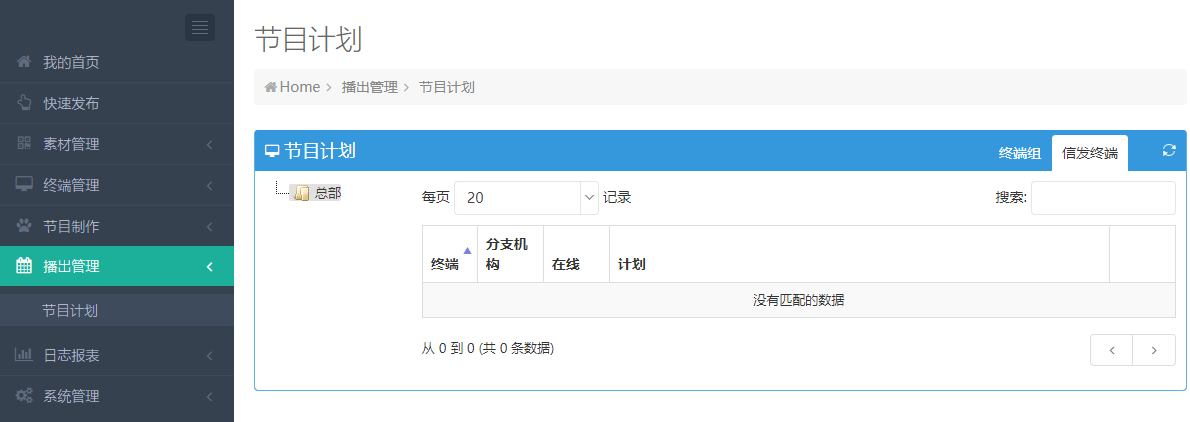 我的首页
快速发布
素材管理
终端管理
节目制作
播出管理
节目计划
日志报表
系统管理
节目计划
Home > 播出管理 > 节目计划
节目计划
终端组 信发终端
总部
每页 20 记录
搜索:
终端 分支机构 在线 计划
没有匹配的数据
从 0 到 0 (共 0 条数据)